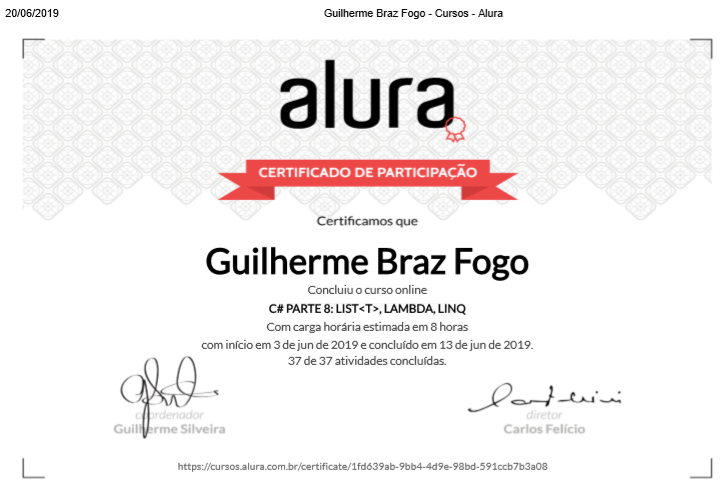 20/06/2019 Guilherme Braz Fogo - Cursos - Alura
alura
CERTIFICADO DE PARTICIPAÇÃO
Certificamos que
Guilherme Braz Fogo
Concluiu o curso online
C# PARTE 8: LIST<T>, LAMBDA, LINQ
Com carga horária estimada em 8 horas
com início em 3 de jun de 2019 e concluído em 13 de jun de 2019.
37 de 37 atividades concluídas.
coordenador
Guilherme Silveira
diretor
Carlos Felício
https://cursos.alura.com.br/certificate/1fd639ab-9bb4-4d9e-98bd-591ccb7b3a08